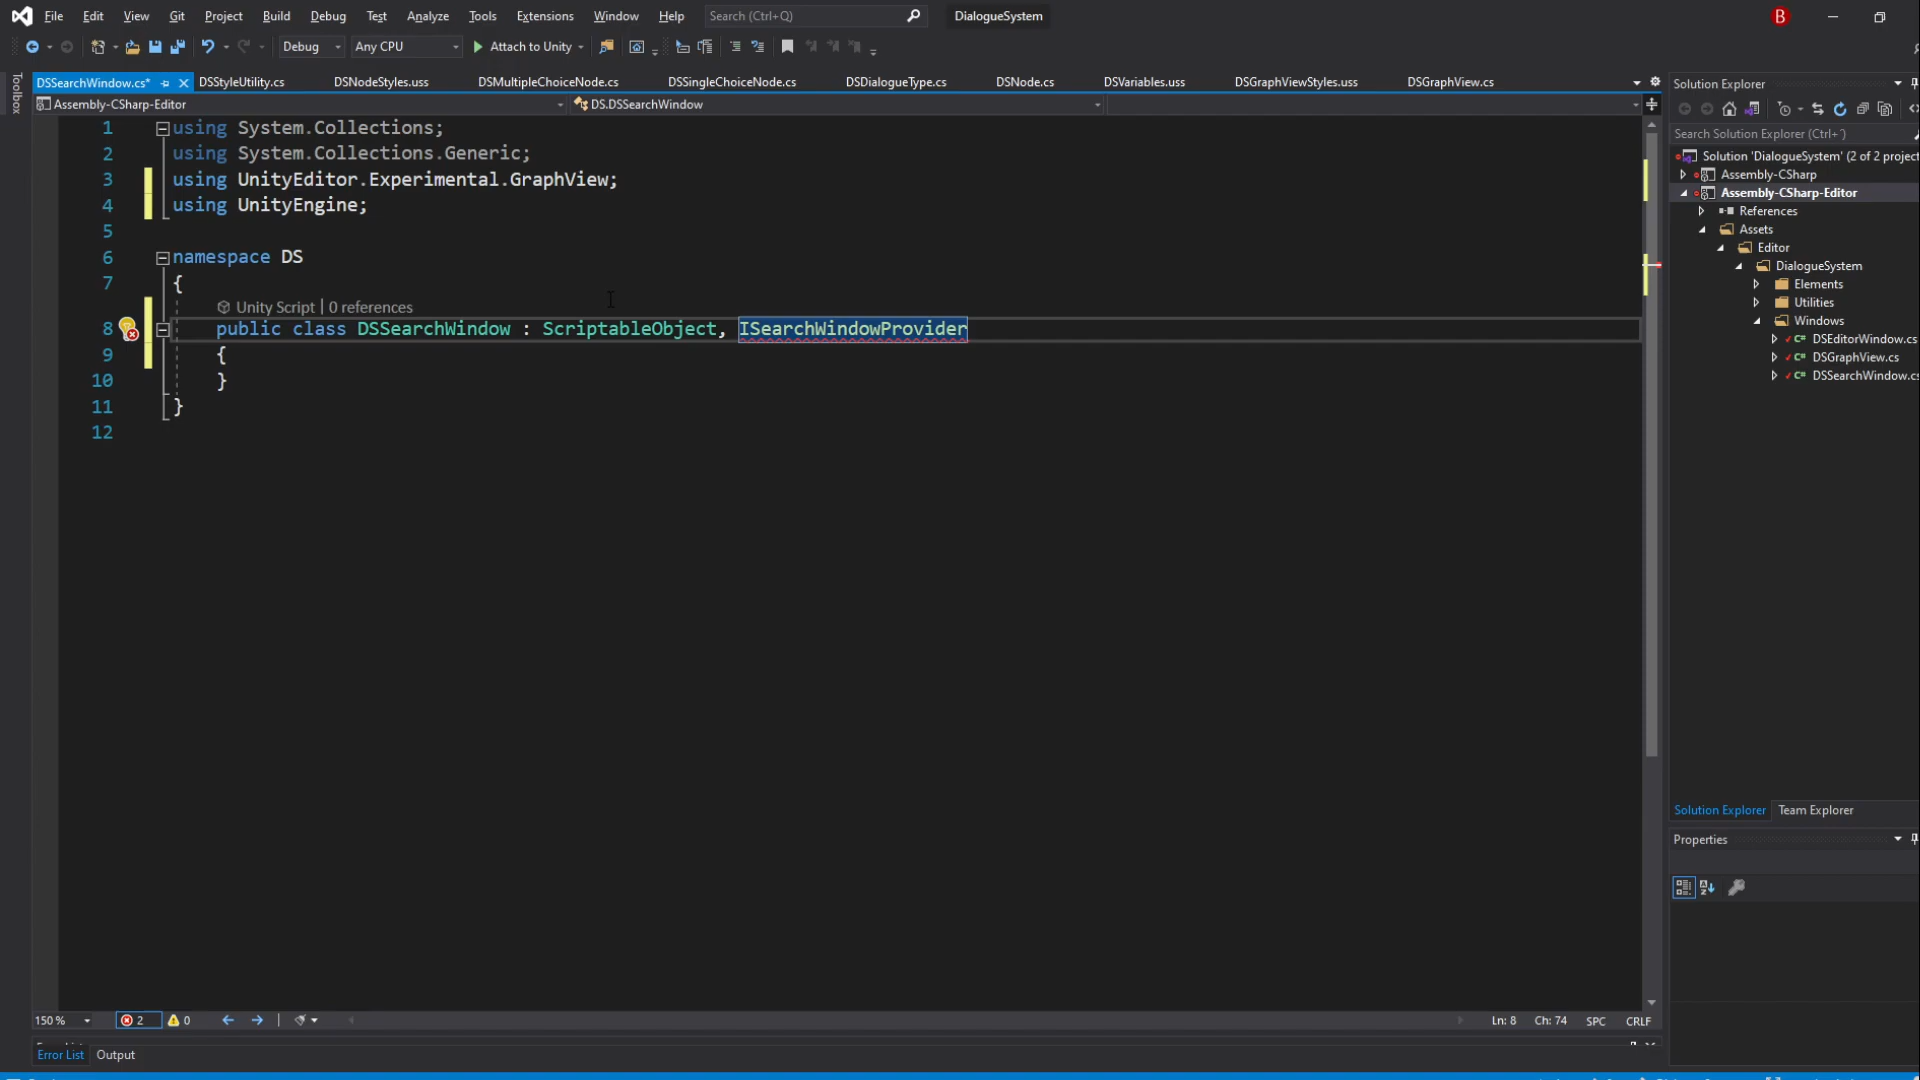 File Edit View Git Project Build Debug Test Analyze Tools Extensions Window Help Search (Ctrl+Q) DialogueSystem B
Debug Any CPU Attach to Unity
Toolbox
DSSearchWindow.cs* DSStyleUtility.cs DSNodeStyles.uss DSMultipleChoiceNode.cs DSSingleChoiceNode.cs DSDialogueType.cs DSNode.cs DSVariables.uss DSGraphViewStyles.uss DSGraphView.cs
Assembly-CSharp-Editor DS.DSSearchWindow
1 using System.Collections;
2 using System.Collections.Generic;
3 using UnityEditor.Experimental.GraphView;
4 using UnityEngine;
5
6 namespace DS
7 {
Unity Script | 0 references
8 public class DSSearchWindow : ScriptableObject, ISearchWindowProvider
9 {
10 }
11 }
12
150 % 2 0 Ln: 8 Ch: 74 SPC CRLF
Error List Output
Solution Explorer
Search Solution Explorer (Ctrl+
Solution 'DialogueSystem' (2 of 2 project
Assembly-CSharp
Assembly-CSharp-Editor
References
Assets
Editor
DialogueSystem
Elements
Utilities
Windows
DSEditorWindow.cs
DSGraphView.cs
DSSearchWindow.cs
Solution Explorer Team Explorer
Properties